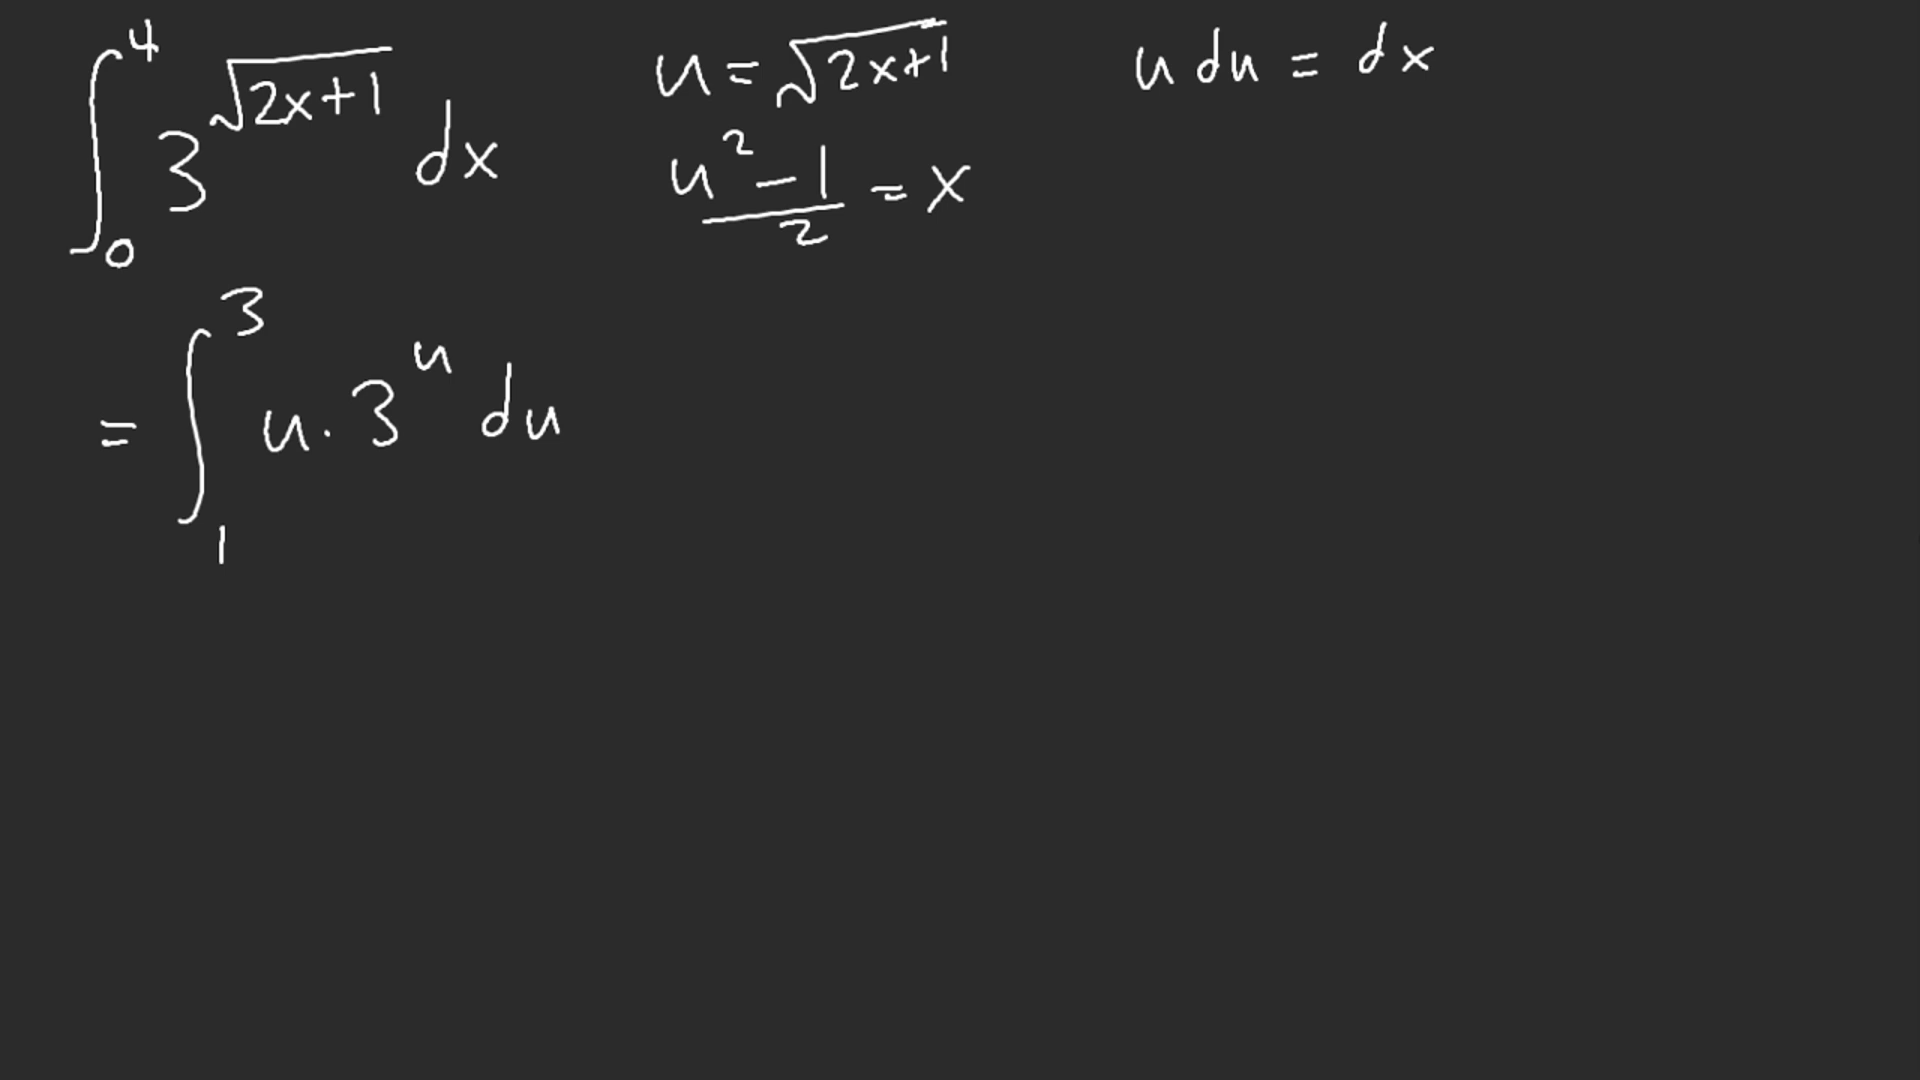 ∫₀⁴ 3^√(2x+1) dx
u = √(2x+1)
(u² − 1)/2 = x
u du = dx
= ∫₁³ u · 3^u du